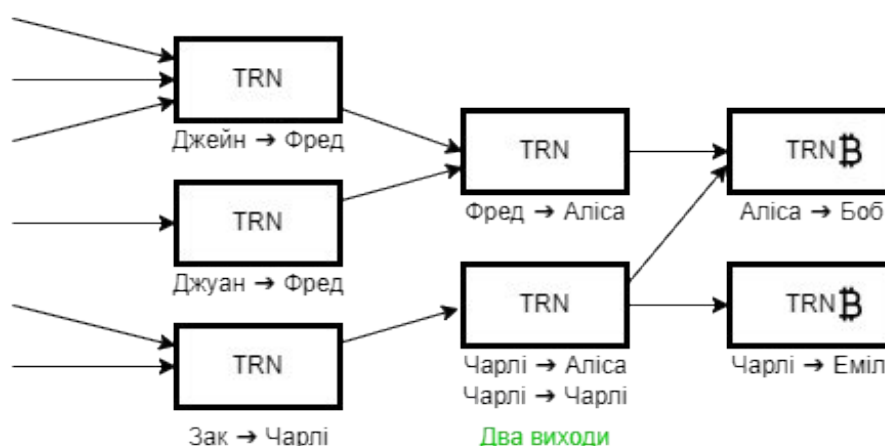 TRN
Джейн → Фред
TRN
Джуан → Фред
TRN
Зак → Чарлі
TRN
Фред → Аліса
TRN
Чарлі → Аліса
Чарлі → Чарлі
Два виходи
TRN₿
Аліса → Боб
TRN₿
Чарлі → Еміл